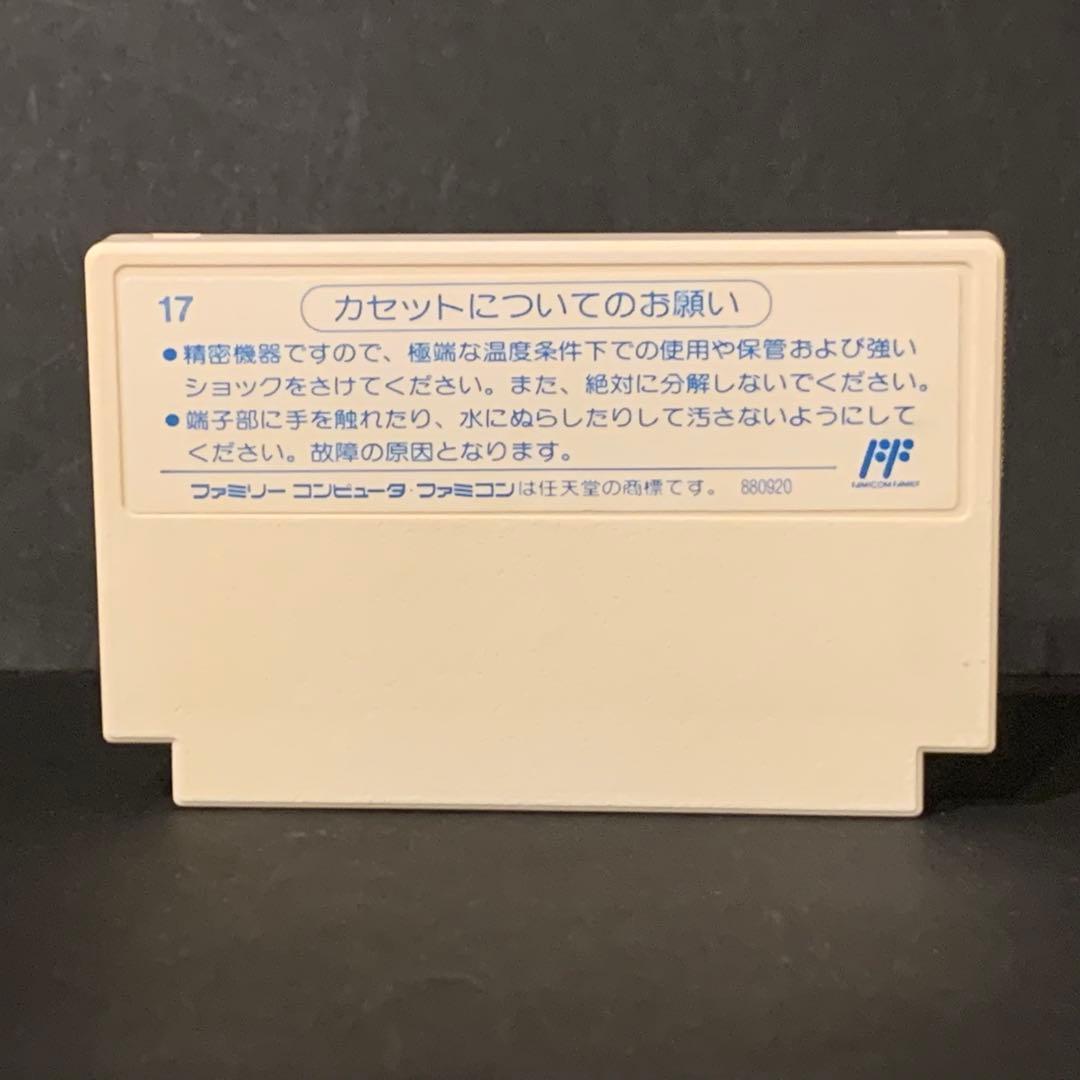 17
カセットについてのお願い
●精密機器ですので、極端な温度条件下での使用や保管および強い
ショックをさけてください。また、絶対に分解しないでください。
●端子部に手を触れたり、水にぬらしたりして汚さないようにして
ください。故障の原因となります。
ファミリーコンピュータ・ファミコンは任天堂の商標です。 880920
FF
FAMICOM FAMILY